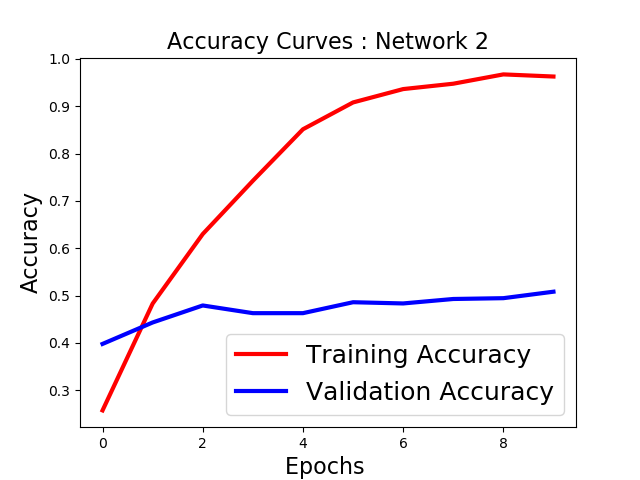 Accuracy Curves : Network 2
Accuracy
1.0
0.9
0.8
0.7
0.6
0.5
0.4
0.3
Training Accuracy
Validation Accuracy
0 2 4 6 8
Epochs